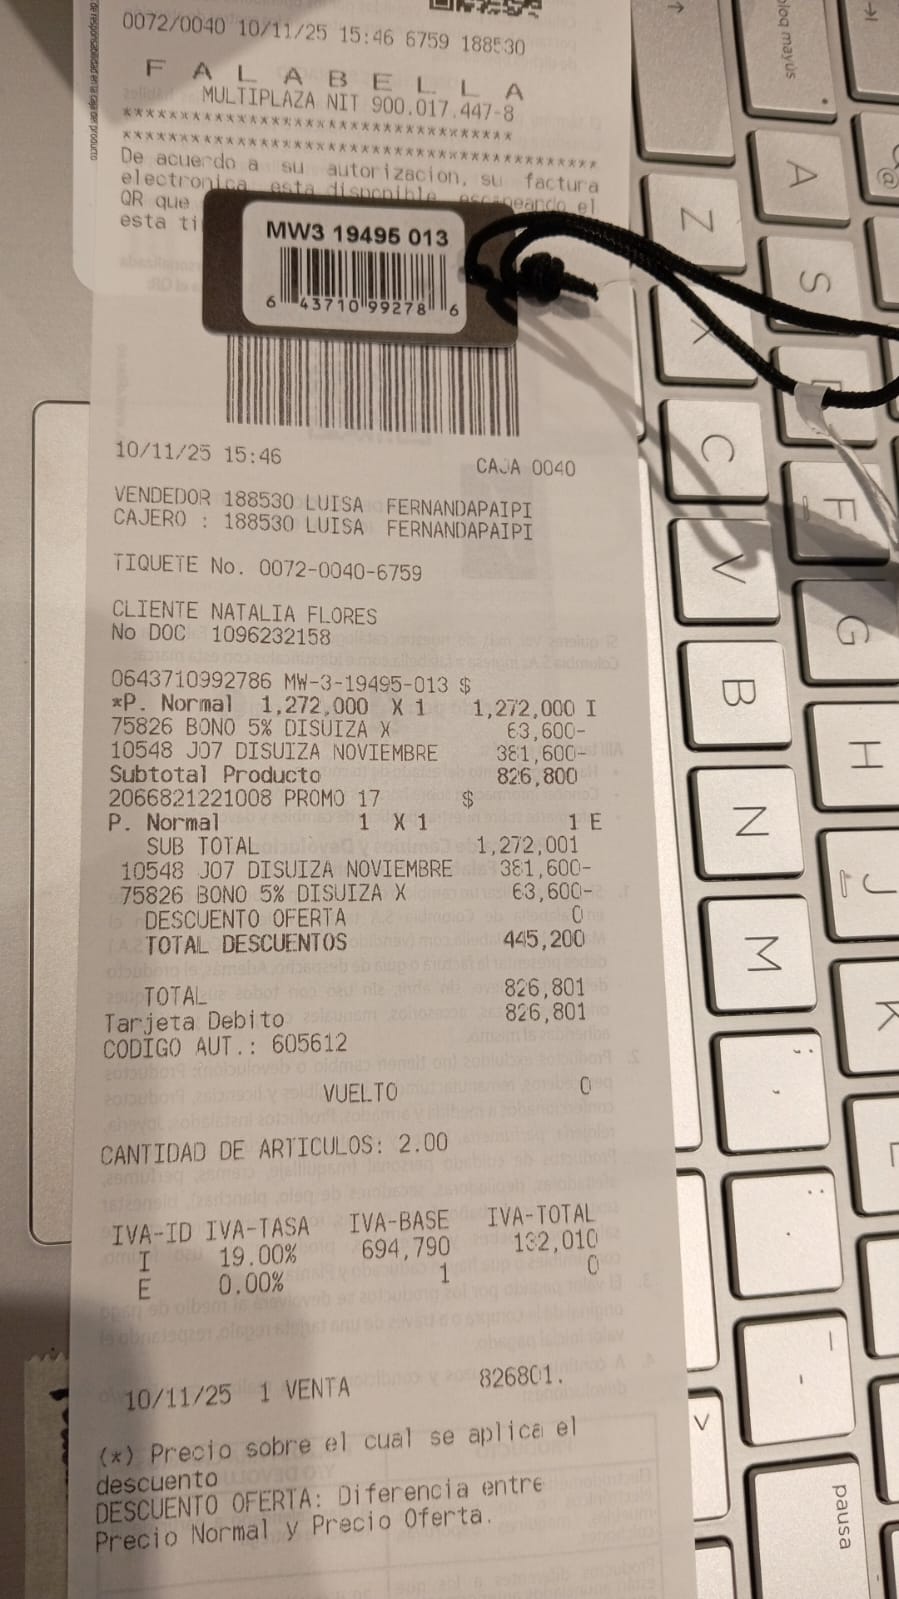 0072/0040 10/11/25 15:46 6759 188530
F A L A B E L L A
MULTIPLAZA NIT 900.017.447-8
**********************************
******************************************
De acuerdo a su autorizacion, su factura
electronica esta disponible escaneando el
QR que
esta ti
MW3 19495 013
6 43710 99278 6
10/11/25 15:46 CAJA 0040
VENDEDOR 188530 LUISA FERNANDAPAIPI
CAJERO : 188530 LUISA FERNANDAPAIPI
TIQUETE No. 0072-0040-6759
CLIENTE NATALIA FLORES
No DOC 1096232158
0643710992786 MW-3-19495-013 $
*P. Normal 1,272,000 X 1 1,272,000 I
75826 BONO 5% DISUIZA X 63,600-
10548 J07 DISUIZA NOVIEMBRE 381,600-
Subtotal Producto 826,800
2066821221008 PROMO 17 $
P. Normal 1 X 1 1 E
SUB TOTAL 1,272,001
10548 J07 DISUIZA NOVIEMBRE 381,600-
75826 BONO 5% DISUIZA X 63,600-
DESCUENTO OFERTA 0
TOTAL DESCUENTOS 445,200
TOTAL 826,801
Tarjeta Debito 826,801
CODIGO AUT.: 605612
VUELTO 0
CANTIDAD DE ARTICULOS: 2.00
IVA-ID IVA-TASA IVA-BASE IVA-TOTAL
I 19.00% 694,790 132,010
E 0.00% 1 0
10/11/25 1 VENTA 826801.
(*) Precio sobre el cual se aplica el
descuento
DESCUENTO OFERTA: Diferencia entre
Precio Normal y Precio Oferta.
bloq mayús
A
@
Z
S
X
C
F
V
G
B
H
N
J
M
K
; ,
L
: .
_ -
>
pausa